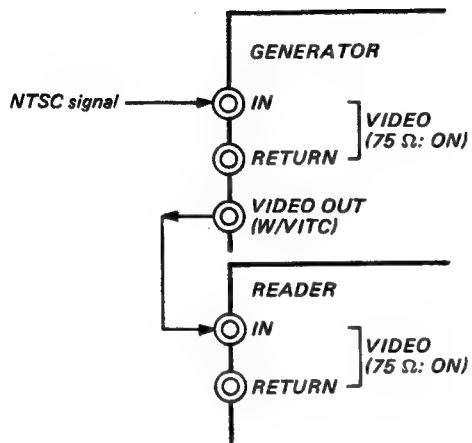 GENERATOR
NTSC signal
IN
VIDEO
(75 Ω: ON)
RETURN
VIDEO OUT
(W/VITC)
READER
IN
VIDEO
(75 Ω: ON)
RETURN